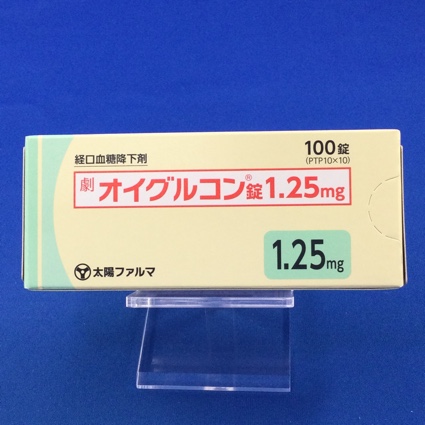 経口血糖降下剤
100錠
(PTP10×10)
劇 オイグルコン®錠1.25mg
1.25mg
太陽ファルマ